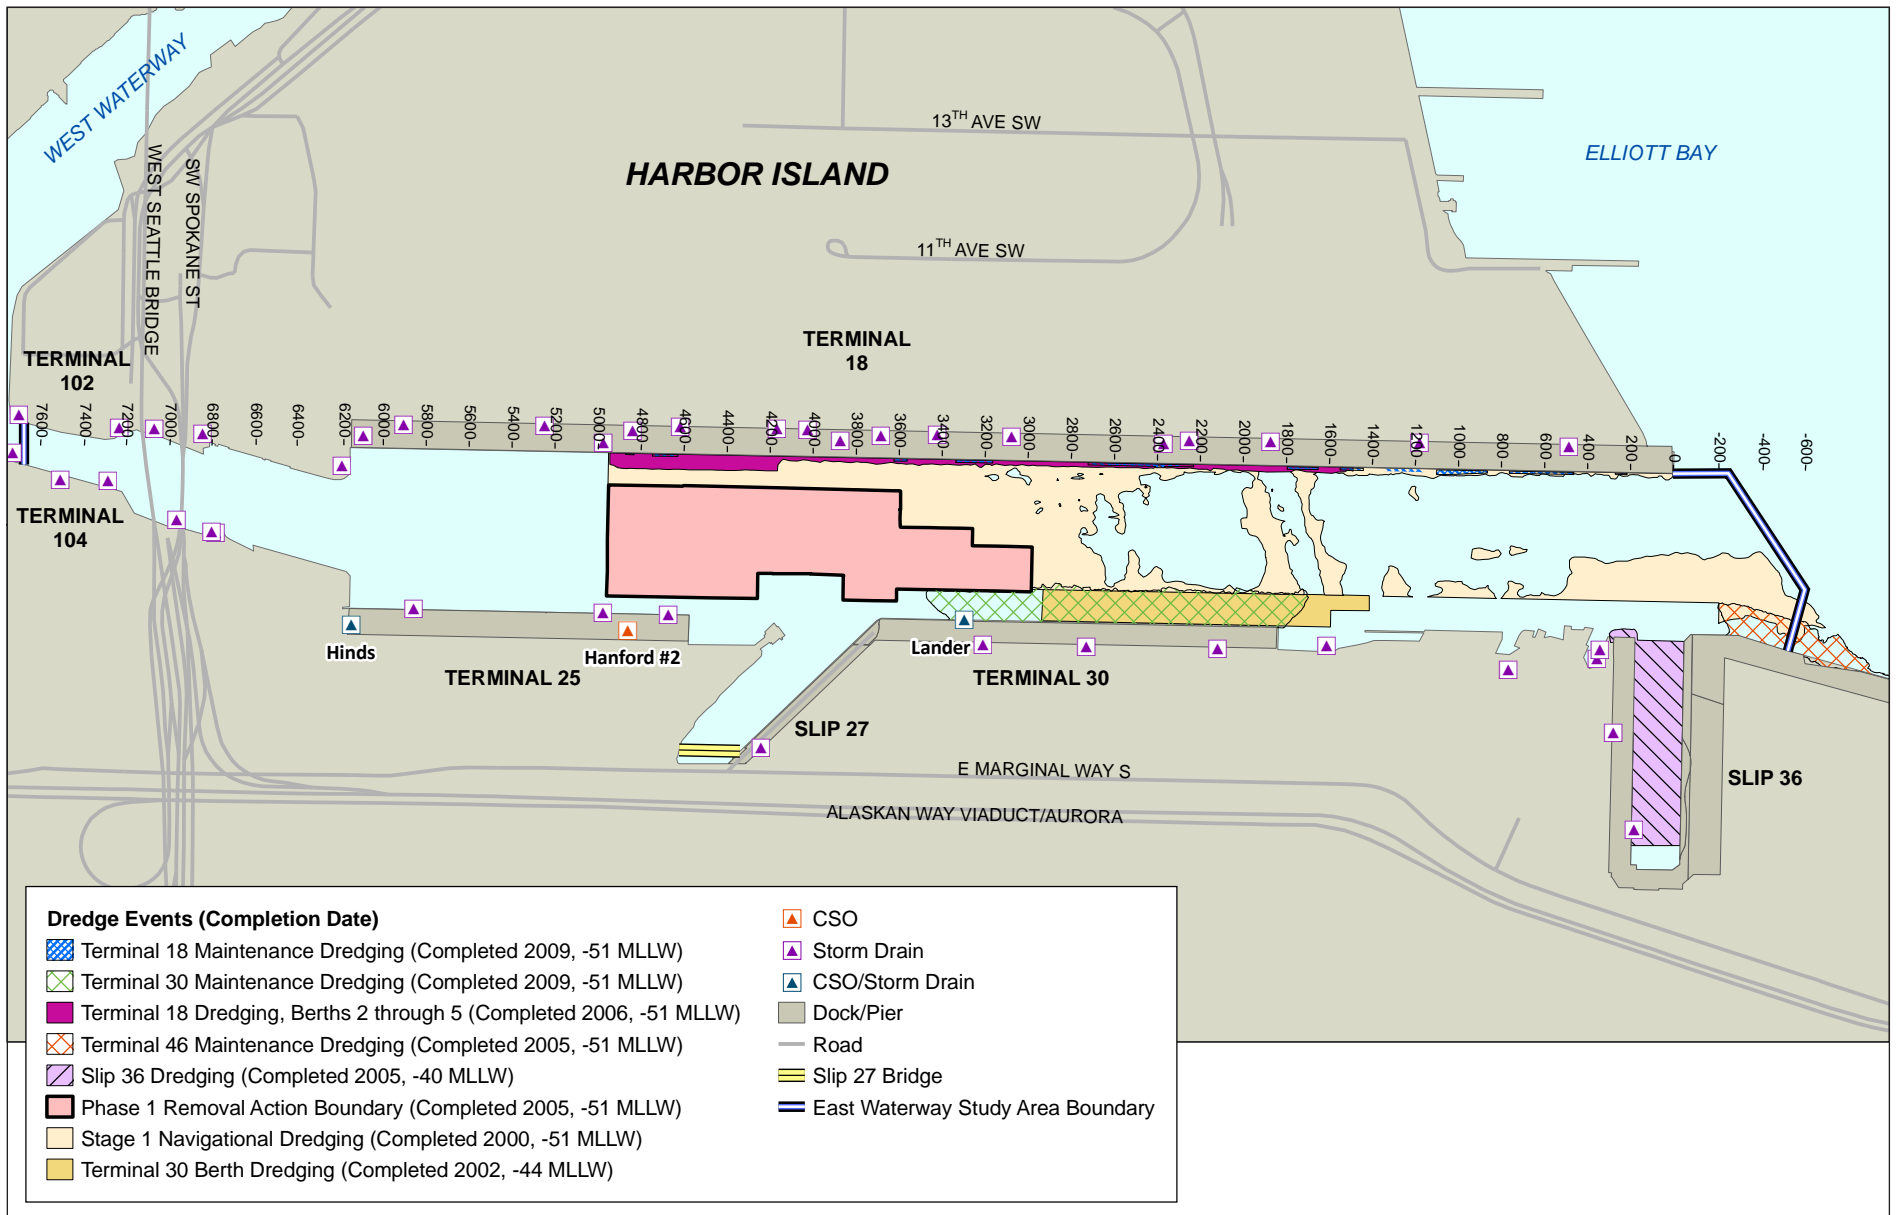 WEST WATERWAY
WEST SEATTLE BRIDGE
SW SPOKANE ST
13TH AVE SW
HARBOR ISLAND
ELLIOTT BAY
11TH AVE SW
TERMINAL
18
TERMINAL
102
7600-
7400-
7200-
7000-
6800-
6600-
6400-
6200-
6000-
5800-
5600-
5400-
5200-
5000-
4800-
4600-
4400-
4200-
4000-
3800-
3600-
3400-
3200-
3000-
2800-
2600-
2400-
2200-
2000-
1800-
1600-
1400-
1200-
1000-
800-
600-
400-
200-
0-
-200-
-400-
-600-
TERMINAL
104
Hinds
Hanford #2
Lander
TERMINAL 25
TERMINAL 30
SLIP 27
SLIP 36
E MARGINAL WAY S
ALASKAN WAY VIADUCT/AURORA
Dredge Events (Completion Date)
Terminal 18 Maintenance Dredging (Completed 2009, -51 MLLW)
Terminal 30 Maintenance Dredging (Completed 2009, -51 MLLW)
Terminal 18 Dredging, Berths 2 through 5 (Completed 2006, -51 MLLW)
Terminal 46 Maintenance Dredging (Completed 2005, -51 MLLW)
Slip 36 Dredging (Completed 2005, -40 MLLW)
Phase 1 Removal Action Boundary (Completed 2005, -51 MLLW)
Stage 1 Navigational Dredging (Completed 2000, -51 MLLW)
Terminal 30 Berth Dredging (Completed 2002, -44 MLLW)
CSO
Storm Drain
CSO/Storm Drain
Dock/Pier
Road
Slip 27 Bridge
East Waterway Study Area Boundary